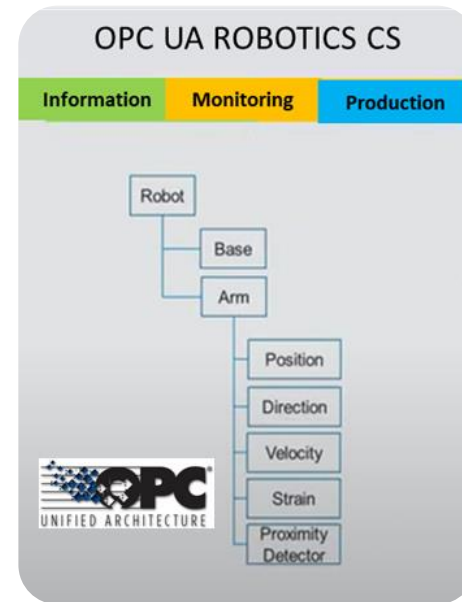 OPC UA ROBOTICS CS
Information
Monitoring
Production
Robot
Base
Arm
Position
Direction
Velocity
Strain
Proximity
Detector
OPC
UNIFIED ARCHITECTURE